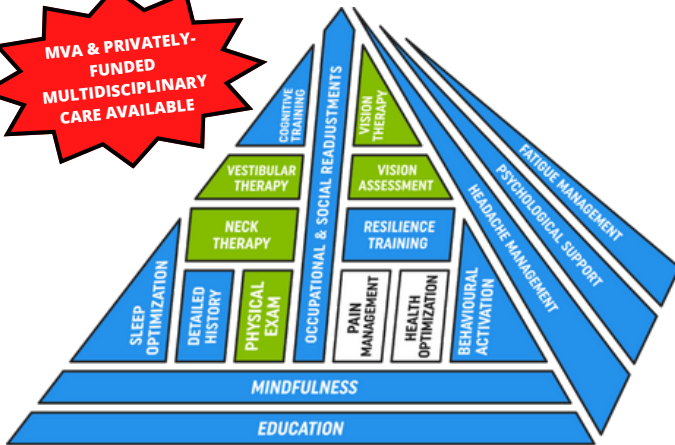 MVA & PRIVATELY-
FUNDED
MULTIDISCIPLINARY
CARE AVAILABLE
COGNITIVE
TRAINING
OCCUPATIONAL & SOCIAL READJUSTMENTS
VISION
THERAPY
VESTIBULAR
THERAPY
VISION
ASSESSMENT
NECK
THERAPY
RESILIENCE
TRAINING
SLEEP
OPTIMIZATION
DETAILED
HISTORY
PHYSICAL
EXAM
PAIN
MANAGEMENT
HEALTH
OPTIMIZATION
BEHAVIOURAL
ACTIVATION
HEADACHE MANAGEMENT
PSYCHOLOGICAL SUPPORT
FATIGUE MANAGEMENT
MINDFULNESS
EDUCATION